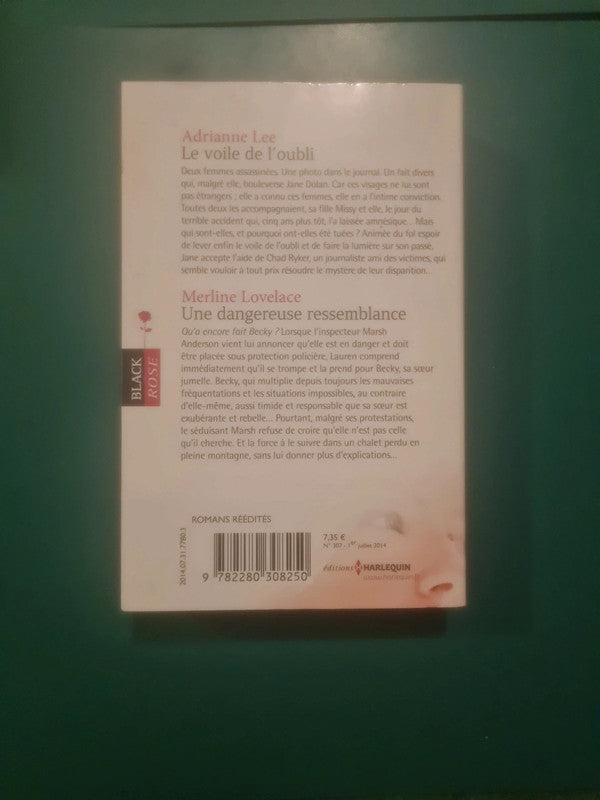 Adrianne Lee
Le voile de l'oubli
Deux femmes assassinées. Une photo dans le journal. Un fait divers
qui, malgré elle, bouleverse Jane Dolan. Car ces visages ne lui sont
pas étrangers ; elle a connu ces femmes, elle en a l'intime conviction.
Toutes deux les accompagnaient, sa fille Missy et elle, le jour du
terrible accident qui, cinq ans plus tôt, l'a laissée amnésique... Mais
qui sont-elles, et pourquoi ont-elles été tuées ? Animée du fol espoir
de lever enfin le voile de l'oubli et de faire la lumière sur son passé,
Jane accepte l'aide de Chad Ryker, un journaliste ami des victimes, qui
semble vouloir à tout prix résoudre le mystère de leur disparition...
Merline Lovelace
Une dangereuse ressemblance
Qu'a encore fait Becky ? Lorsque l'inspecteur Marsh
Anderson vient lui annoncer qu'elle est en danger et doit
être placée sous protection policière, Lauren comprend
immédiatement qu'il se trompe et la prend pour Becky, sa sœur
jumelle. Becky, qui multiplie depuis toujours les mauvaises
fréquentations et les situations impossibles, au contraire
d'elle-même, aussi timide et responsable que sa sœur est
exubérante et rebelle... Pourtant, malgré ses protestations,
le séduisant Marsh refuse de croire qu'elle n'est pas celle
qu'il cherche. Et la force à le suivre dans un chalet perdu en
pleine montagne, sans lui donner plus d'explications...
BLACK
ROSE
ROMANS RÉÉDITÉS
2014.07.31.7780.3
9 782280 308250
7,35 €
N° 307 - 1er juillet 2014
éditions HARLEQUIN
www.harlequin